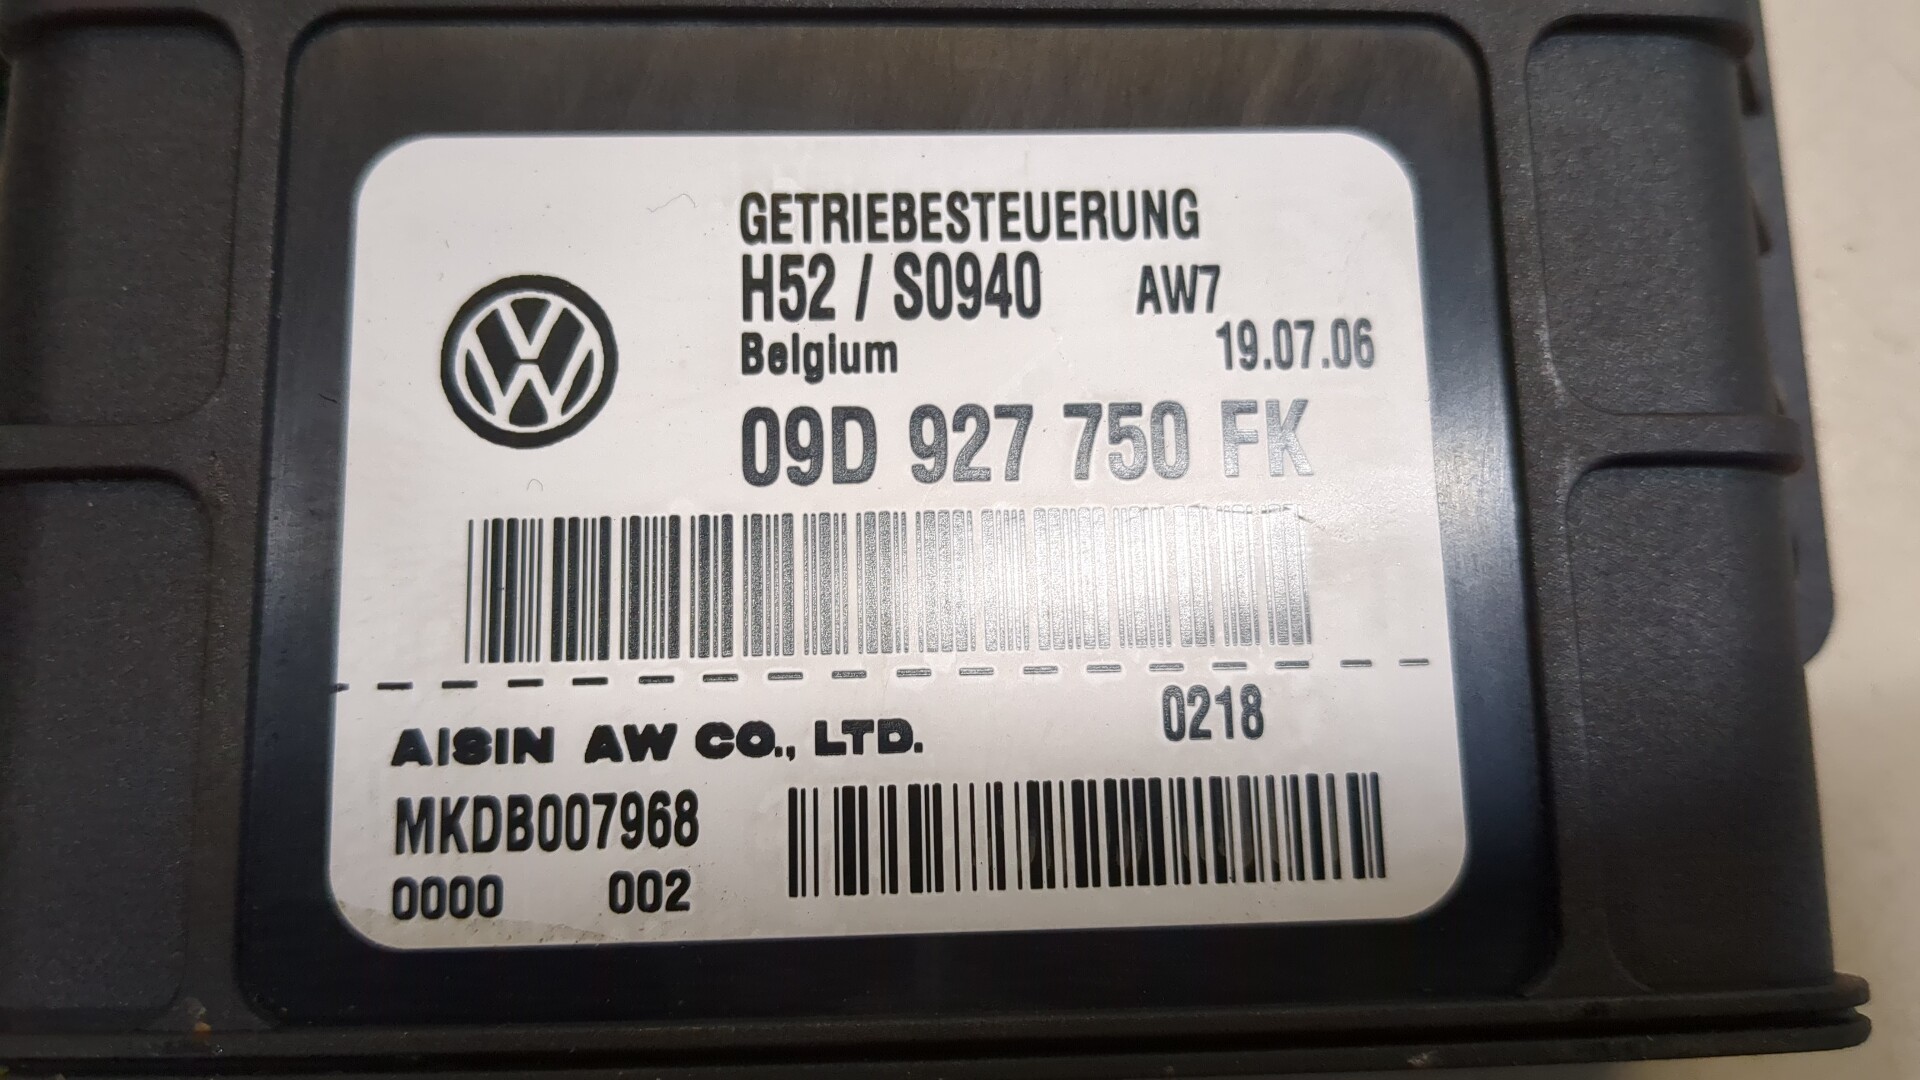 GETRIEBESTEUERUNG
H52 / S0940 AW7
Belgium 19.07.06
09D 927 750 FK
0218
AISIN AW CO., LTD.
MKDB007968
0000 002